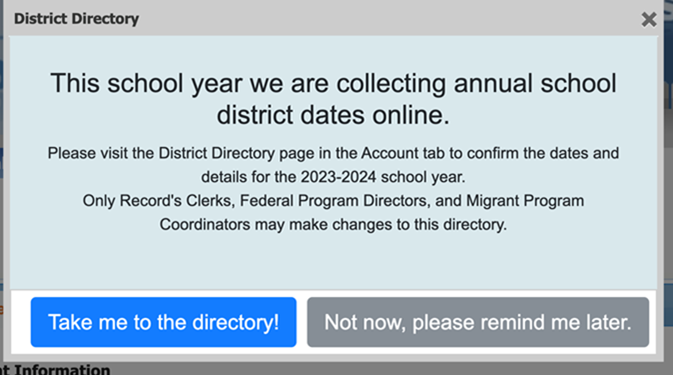 District Directory
This school year we are collecting annual school
district dates online.
Please visit the District Directory page in the Account tab to confirm the dates and
details for the 2023-2024 school year.
Only Record's Clerks, Federal Program Directors, and Migrant Program
Coordinators may make changes to this directory.
Take me to the directory! Not now, please remind me later.
Information